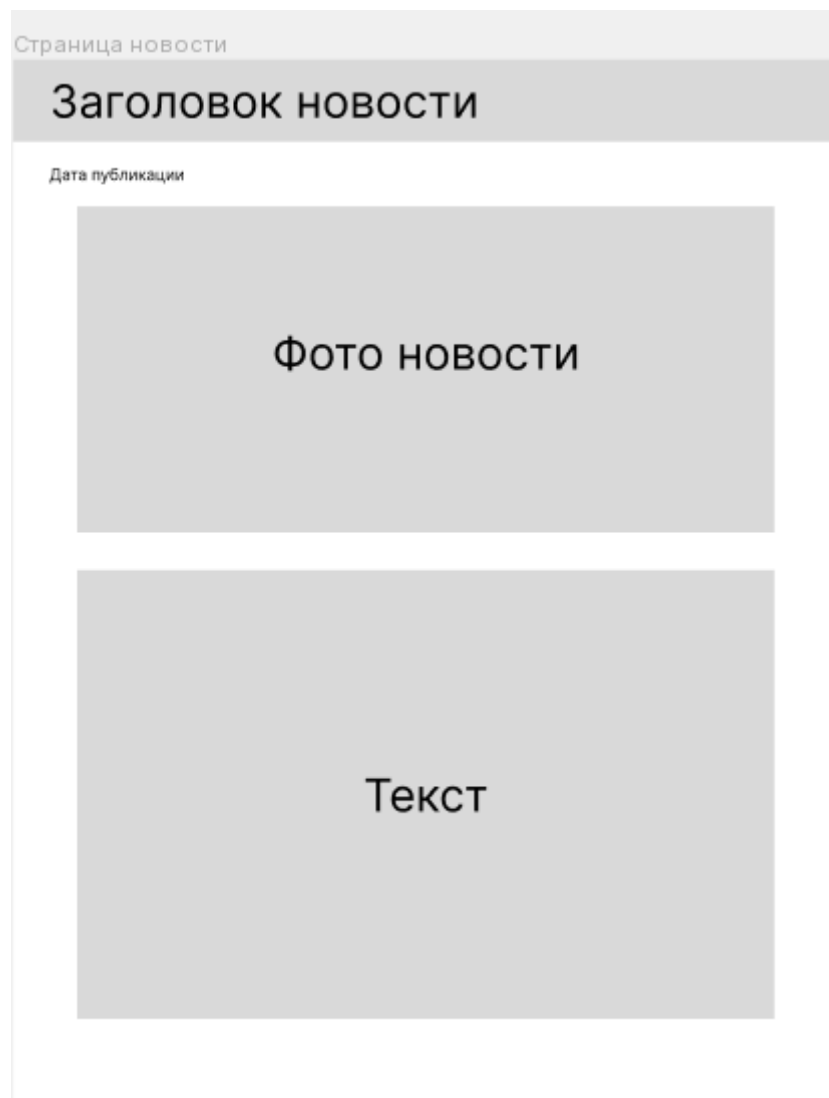 Страница новости
Заголовок новости
Дата публикации
Фото новости
Текст